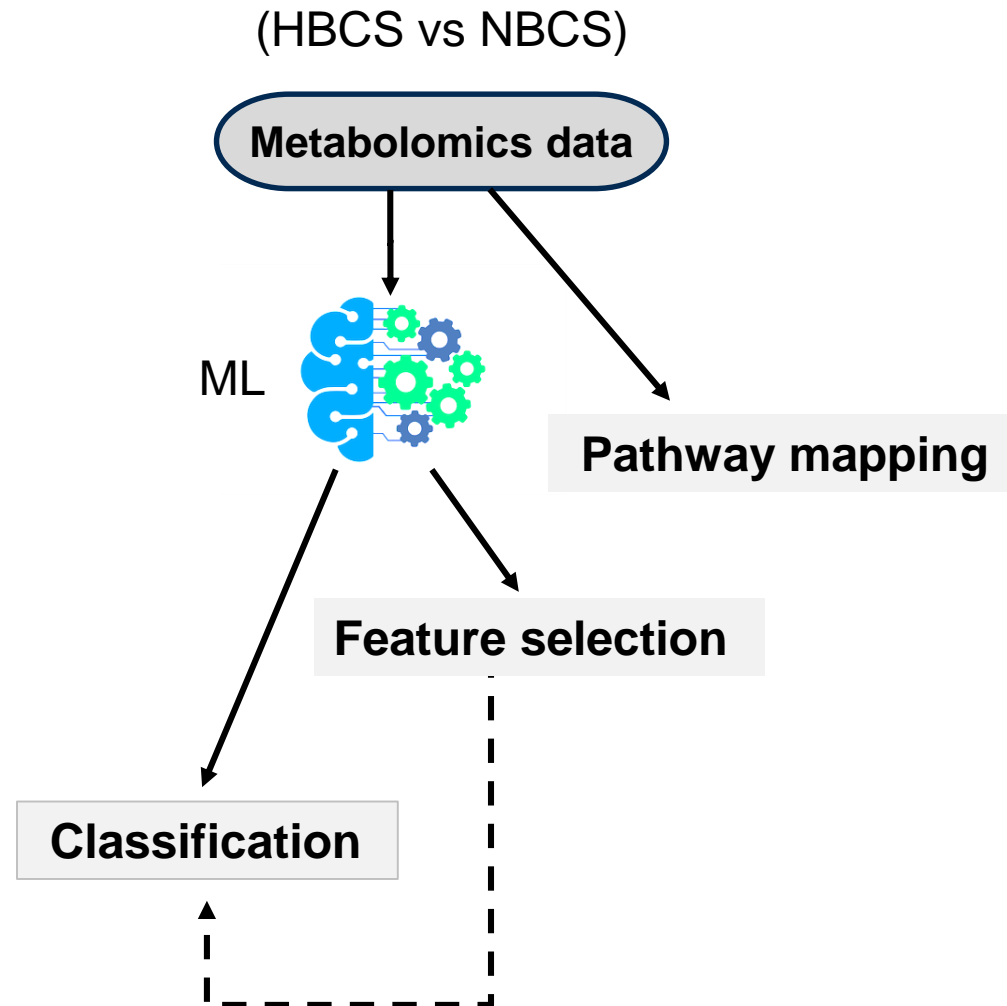 (HBCS vs NBCS)
Metabolomics data
ML
Pathway mapping
Feature selection
Classification